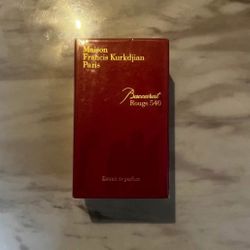 Maison
Francis Kurkdjian
Paris
Baccarat
Rouge 540
Extrait de parfum